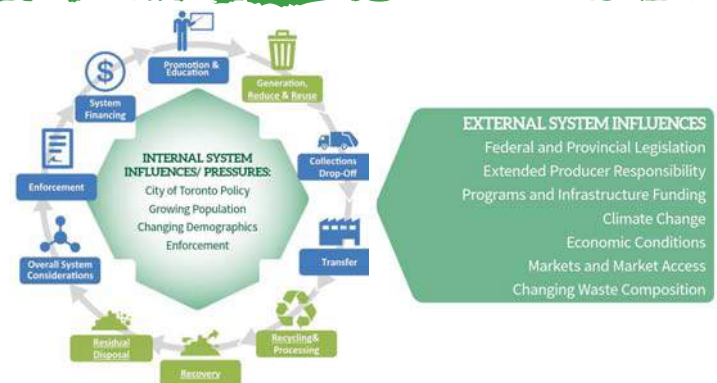 Promotion &
Education
Generation,
Reduce & Reuse
Collections
Drop-Off
Transfer
Recycling&
Processing
Recovery
Residual
Disposal
Overall System
Considerations
Enforcement
$
System
Financing
INTERNAL SYSTEM
INFLUENCES/ PRESSURES:
City of Toronto Policy
Growing Population
Changing Demographics
Enforcement
EXTERNAL SYSTEM INFLUENCES
Federal and Provincial Legislation
Extended Producer Responsibility
Programs and Infrastructure Funding
Climate Change
Economic Conditions
Markets and Market Access
Changing Waste Composition